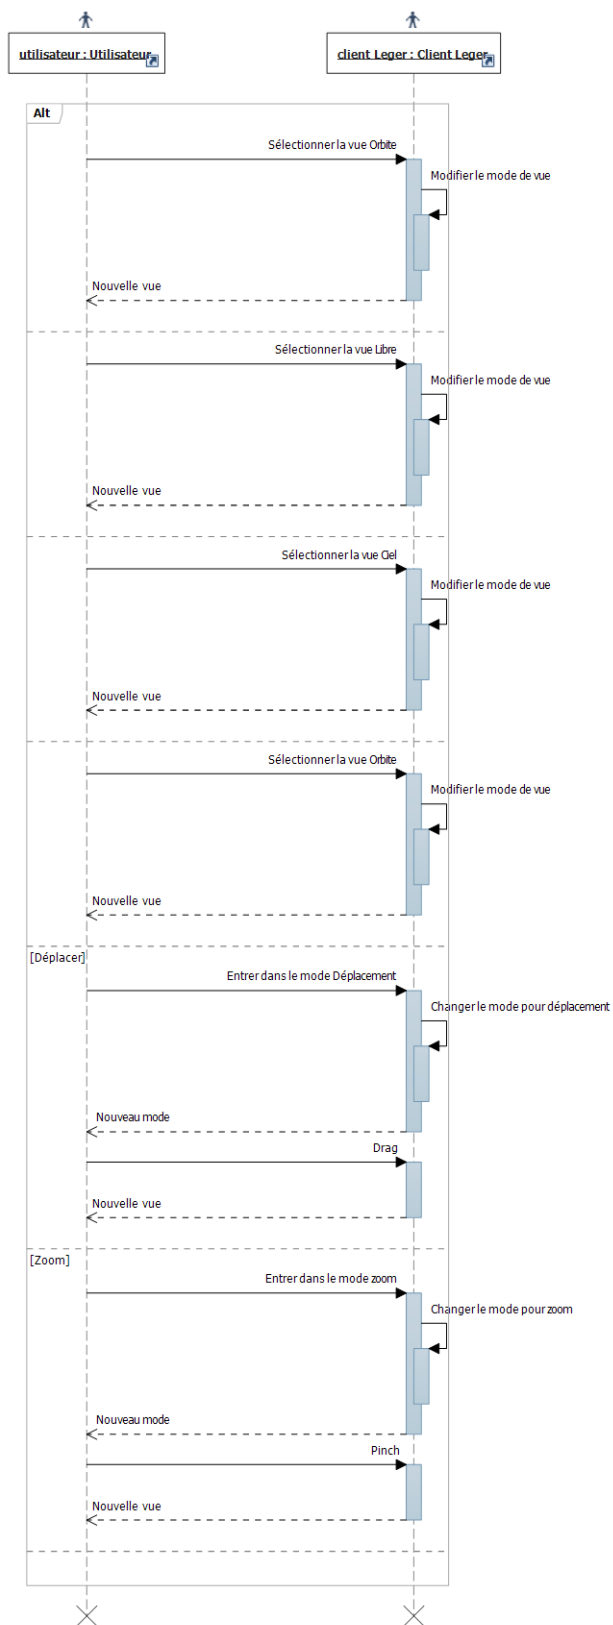 utilisateur : Utilisateur
client Leger : Client Leger
Alt
Sélectionner la vue Orbite
Modifier le mode de vue
Nouvelle vue
Sélectionner la vue Libre
Modifier le mode de vue
Nouvelle vue
Sélectionner la vue Ciel
Modifier le mode de vue
Nouvelle vue
Sélectionner la vue Orbite
Modifier le mode de vue
Nouvelle vue
[Déplacer]
Entrer dans le mode Déplacement
Changer le mode pour déplacement
Nouveau mode
Drag
Nouvelle vue
[Zoom]
Entrer dans le mode zoom
Changer le mode pour zoom
Nouveau mode
Pinch
Nouvelle vue